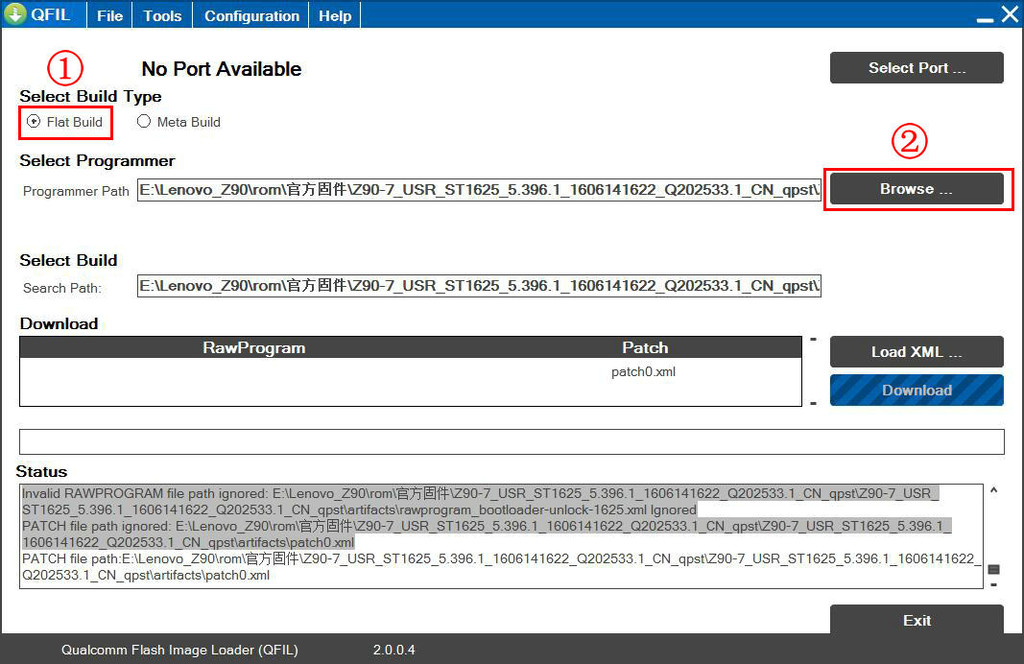 QFIL File Tools Configuration Help
① No Port Available Select Port ...
Select Build Type
Flat Build Meta Build
②
Select Programmer
Programmer Path E:\Lenovo_Z90\rom\官方固件\Z90-7_USR_ST1625_5.396.1_1606141622_Q202533.1_CN_qpst\ Browse ...
Select Build
Search Path: E:\Lenovo_Z90\rom\官方固件\Z90-7_USR_ST1625_5.396.1_1606141622_Q202533.1_CN_qpst\
Download
RawProgram Patch
Load XML ...
patch0.xml
Download
Status
Invalid RAWPROGRAM file path ignored: E:\Lenovo_Z90\rom\官方固件\Z90-7_USR_ST1625_5.396.1_1606141622_Q202533.1_CN_qpst\Z90-7_USR_
ST1625_5.396.1_1606141622_Q202533.1_CN_qpst\artifacts\rawprogram_bootloader-unlock-1625.xml Ignored
PATCH file path ignored: E:\Lenovo_Z90\rom\官方固件\Z90-7_USR_ST1625_5.396.1_1606141622_Q202533.1_CN_qpst\Z90-7_USR_ST1625_5.396.1_
1606141622_Q202533.1_CN_qpst\artifacts\patch0.xml
PATCH file path:E:\Lenovo_Z90\rom\官方固件\Z90-7_USR_ST1625_5.396.1_1606141622_Q202533.1_CN_qpst\Z90-7_USR_ST1625_5.396.1_1606141622_
Q202533.1_CN_qpst\artifacts\patch0.xml
Exit
Qualcomm Flash Image Loader (QFIL) 2.0.0.4